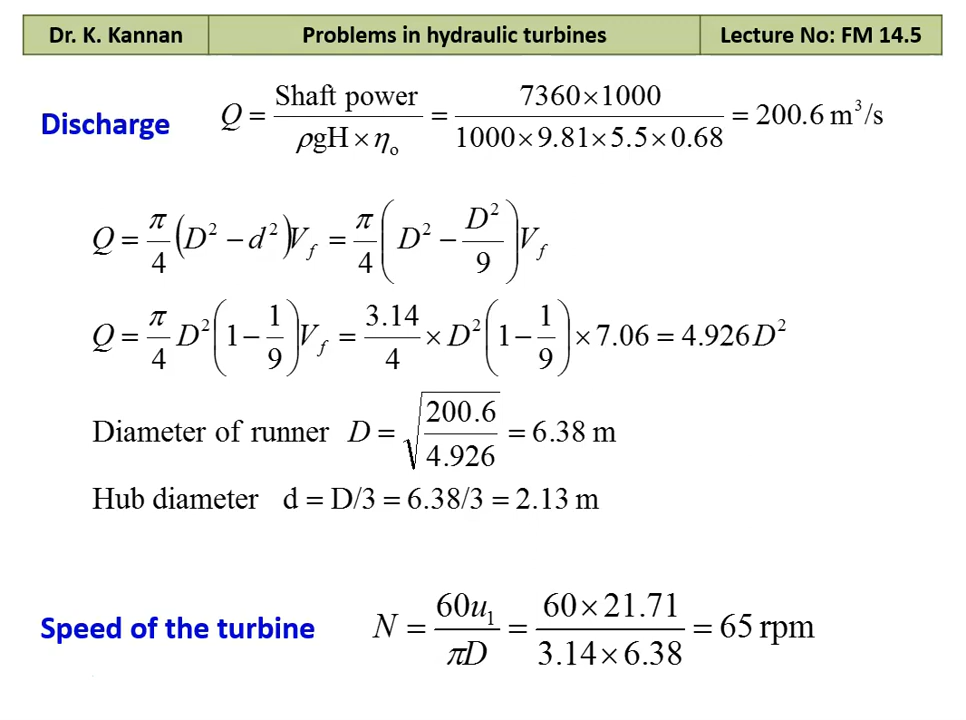 Dr. K. Kannan Problems in hydraulic turbines Lecture No: FM 14.5
Discharge Q = Shaft power / (ρgH × ηₒ) = 7360×1000 / (1000×9.81×5.5×0.68) = 200.6 m³/s
Q = π/4 (D² − d²)V_f = π/4 (D² − D²/9)V_f
Q = π/4 D² (1 − 1/9)V_f = 3.14/4 × D² (1 − 1/9) × 7.06 = 4.926 D²
Diameter of runner D = √(200.6/4.926) = 6.38 m
Hub diameter d = D/3 = 6.38/3 = 2.13 m
Speed of the turbine N = 60u₁/πD = 60×21.71 / (3.14×6.38) = 65 rpm